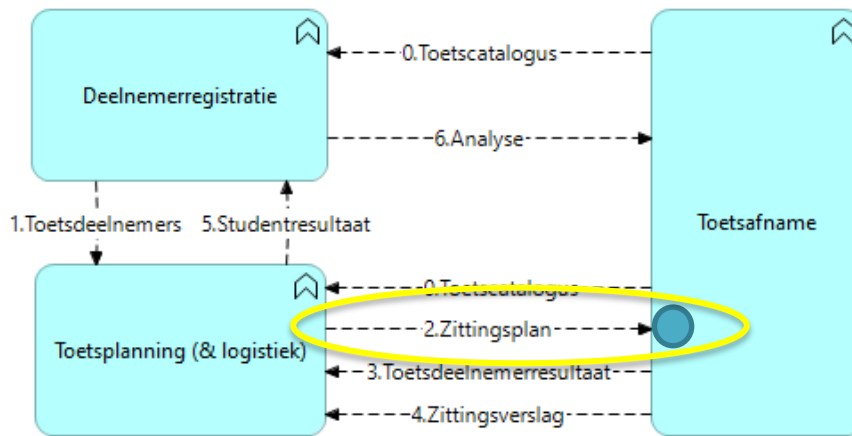 0.Toetscatalogus
Deelnemerregistratie
6.Analyse
1.Toetsdeelnemers
5.Studentresultaat
Toetsafname
0.Toetscatalogus
2.Zittingsplan
Toetsplanning (& logistiek)
3.Toetsdeelnemerresultaat
4.Zittingsverslag